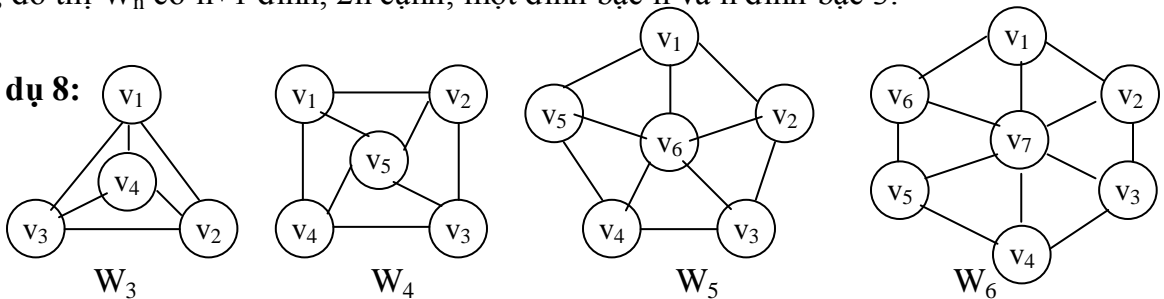 , đồ thị Wₙ có n+1 đỉnh, 2n cạnh, một đỉnh bậc n và n đỉnh bậc 3.
dụ 8:
v₁
v₄
v₃ v₂
W₃
v₁ v₂
v₅
v₄ v₃
W₄
v₁
v₅ v₂
v₆
v₄ v₃
W₅
v₁
v₆ v₂
v₇
v₅ v₃
v₄
W₆